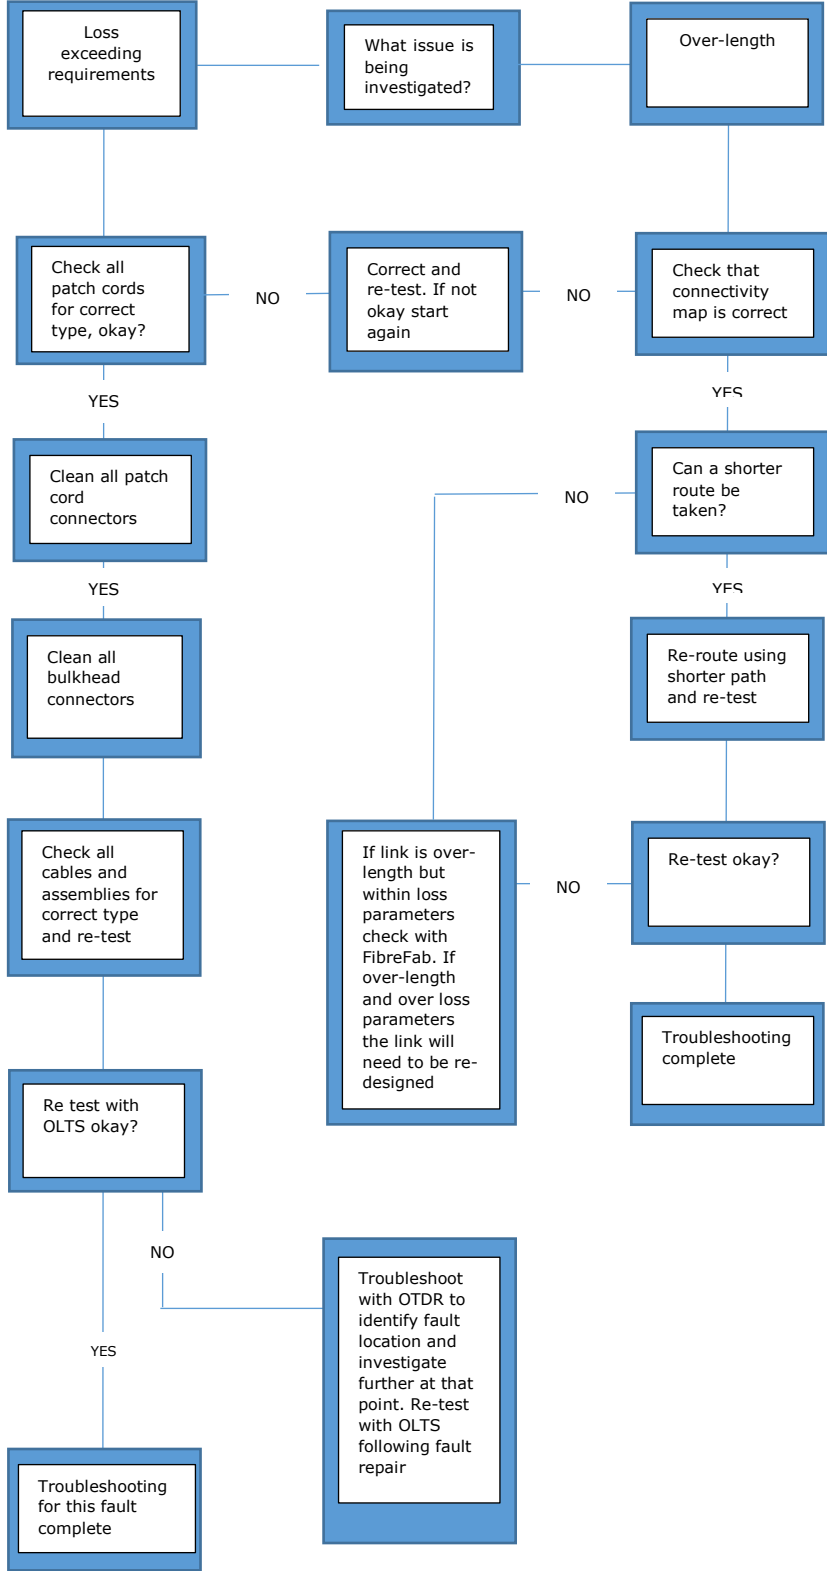 Loss
exceeding
requirements
What issue is
being
investigated?
Over-length
Check all
patch cords
for correct
type, okay?
NO
Correct and
re-test. If not
okay start
again
NO
Check that
connectivity
map is correct
YES
YES
Clean all patch
cord
connectors
Can a shorter
route be
taken?
NO
YES
YES
Clean all
bulkhead
connectors
Re-route using
shorter path
and re-test
Check all
cables and
assemblies for
correct type
and re-test
If link is over-
length but
within loss
parameters
check with
FibreFab. If
over-length
and over loss
parameters
the link will
need to be re-
designed
NO
Re-test okay?
Troubleshooting
complete
Re test with
OLTS okay?
NO
YES
Troubleshoot
with OTDR to
identify fault
location and
investigate
further at that
point. Re-test
with OLTS
following fault
repair
Troubleshooting
for this fault
complete